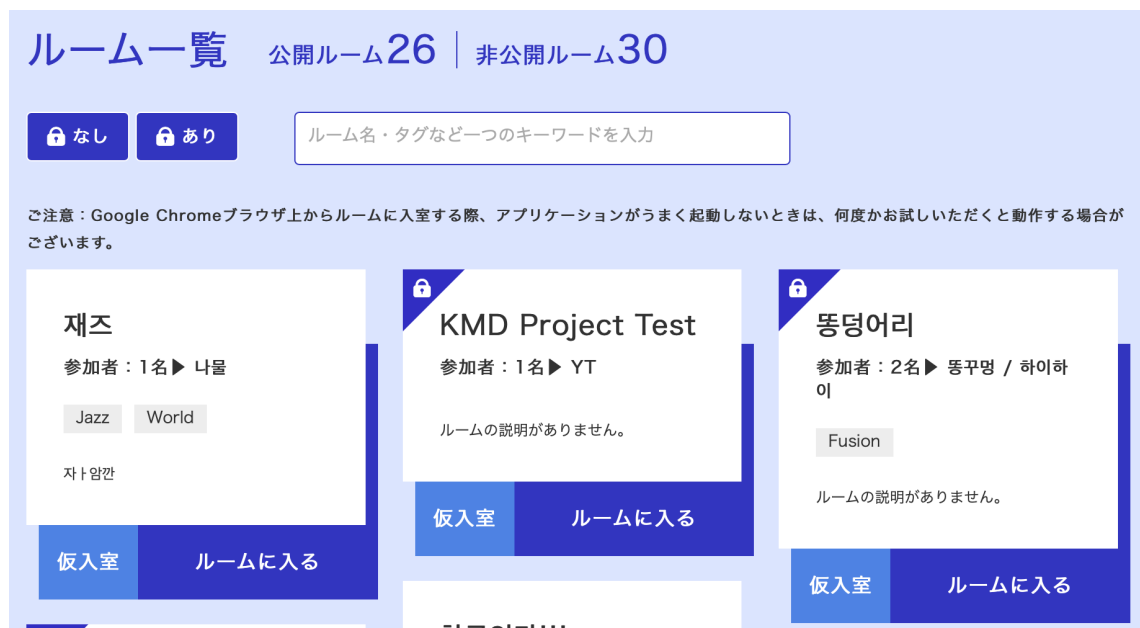 ルーム一覧 公開ルーム26 非公開ルーム30
なし あり ルーム名・タグなど一つのキーワードを入力
ご注意：Google Chromeブラウザ上からルームに入室する際、アプリケーションがうまく起動しないときは、何度かお試しいただくと動作する場合が
ございます。
재즈
参加者：1名▶ 나물
Jazz World
자ㅏ암깐
仮入室 ルームに入る
KMD Project Test
参加者：1名▶ YT
ルームの説明がありません。
仮入室 ルームに入る
똥덩어리
参加者：2名▶ 똥꾸멍 / 하이하
이
Fusion
ルームの説明がありません。
仮入室 ルームに入る